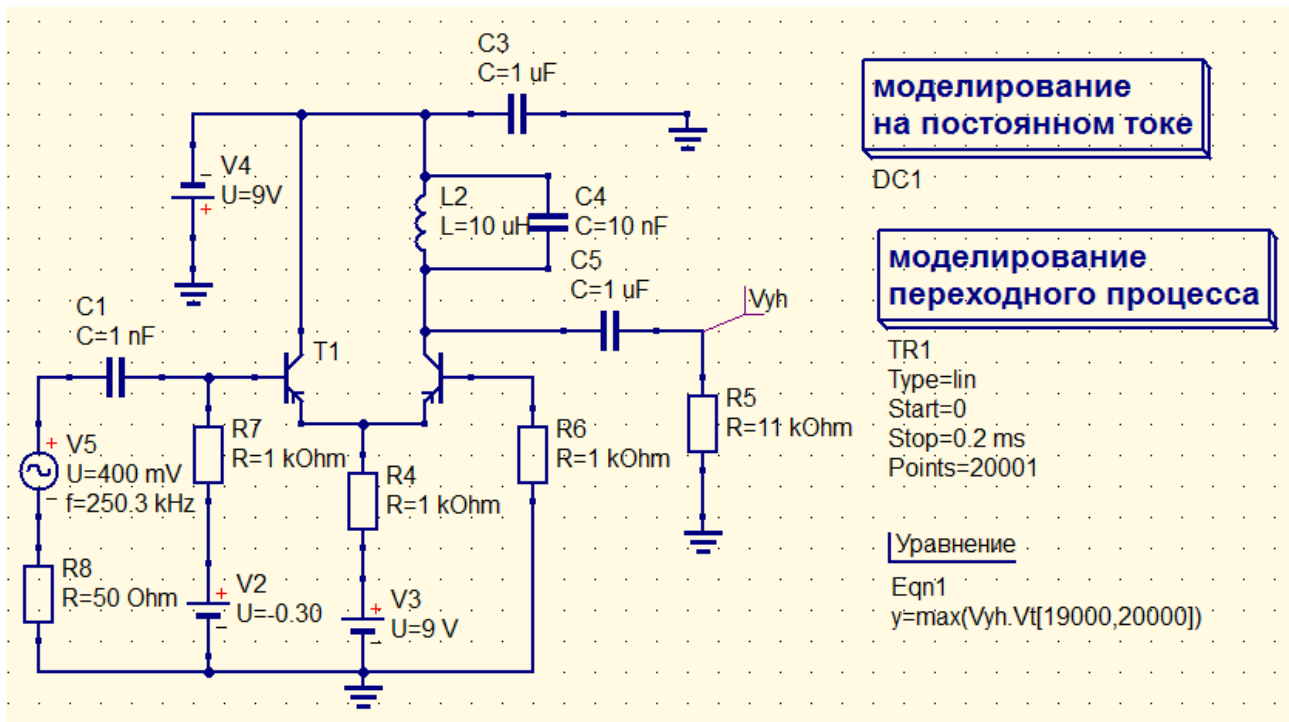 C3
C=1 uF
моделирование
на постоянном токе
DC1
V4
U=9V
L2
L=10 uH
C4
C=10 nF
C5
C=1 uF
моделирование
переходного процесса
TR1
Type=lin
Start=0
Stop=0.2 ms
Points=20001
Vyh
C1
C=1 nF
T1
V5
U=400 mV
f=250.3 kHz
R7
R=1 kOhm
R4
R=1 kOhm
R6
R=1 kOhm
R5
R=11 kOhm
R8
R=50 Ohm
V2
U=-0.30
V3
U=9 V
Уравнение
Eqn1
y=max(Vyh.Vt[19000,20000])